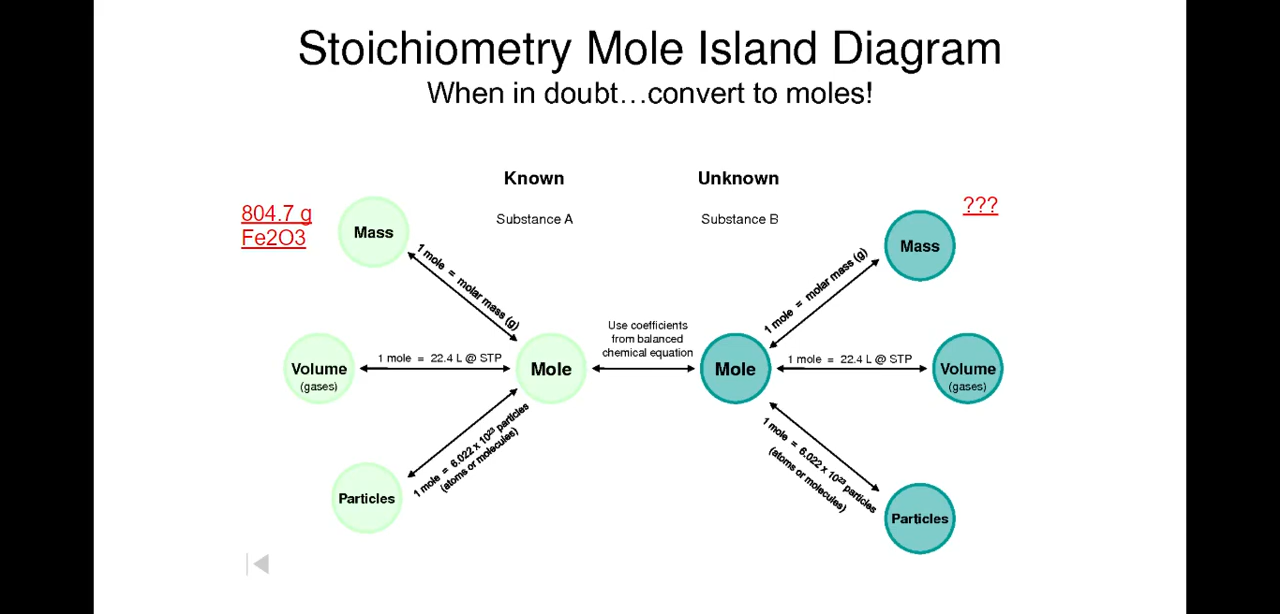 Stoichiometry Mole Island Diagram
When in doubt…convert to moles!
Known
Unknown
Substance A
Substance B
804.7 g
Fe2O3
???
Mass
Mass
1 mole = molar mass (g)
1 mole = molar mass (g)
Use coefficients
from balanced
chemical equation
Volume
(gases)
1 mole = 22.4 L @ STP
Mole
Mole
1 mole = 22.4 L @ STP
Volume
(gases)
1 mole = 6.022 x 10²³ particles
(atoms or molecules)
1 mole = 6.022 x 10²³ particles
(atoms or molecules)
Particles
Particles